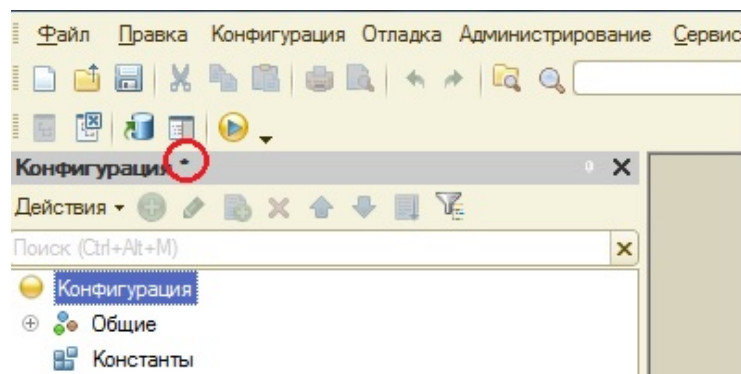 Файл Правка Конфигурация Отладка Администрирование Сервис
Конфигурация *
Действия
Поиск (Ctrl+Alt+M)
Конфигурация
Общие
Константы